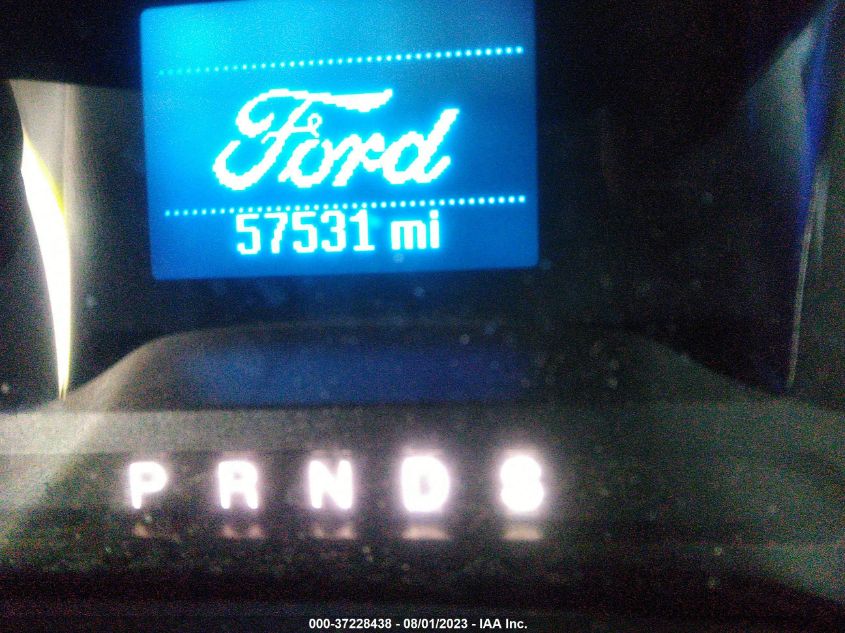 Ford
57531 mi
P R N D S
000-37228438 - 08/01/2023 - IAA Inc.